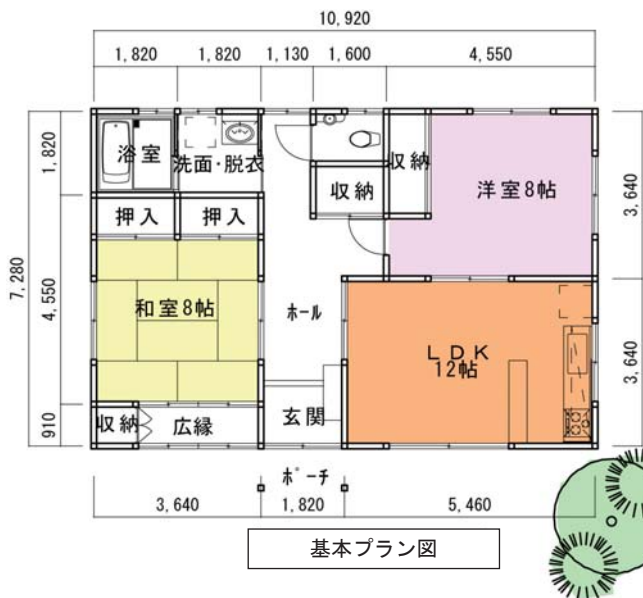 10,920
1,820 1,820 1,130 1,600 4,550
7,280
1,820
4,550
910
3,640
3,640
浴室
洗面・脱衣
収納
収納
洋室8帖
押入
押入
和室8帖
ホール
LDK
12帖
収納
広縁
玄関
ポーチ
3,640 1,820 5,460
基本プラン図